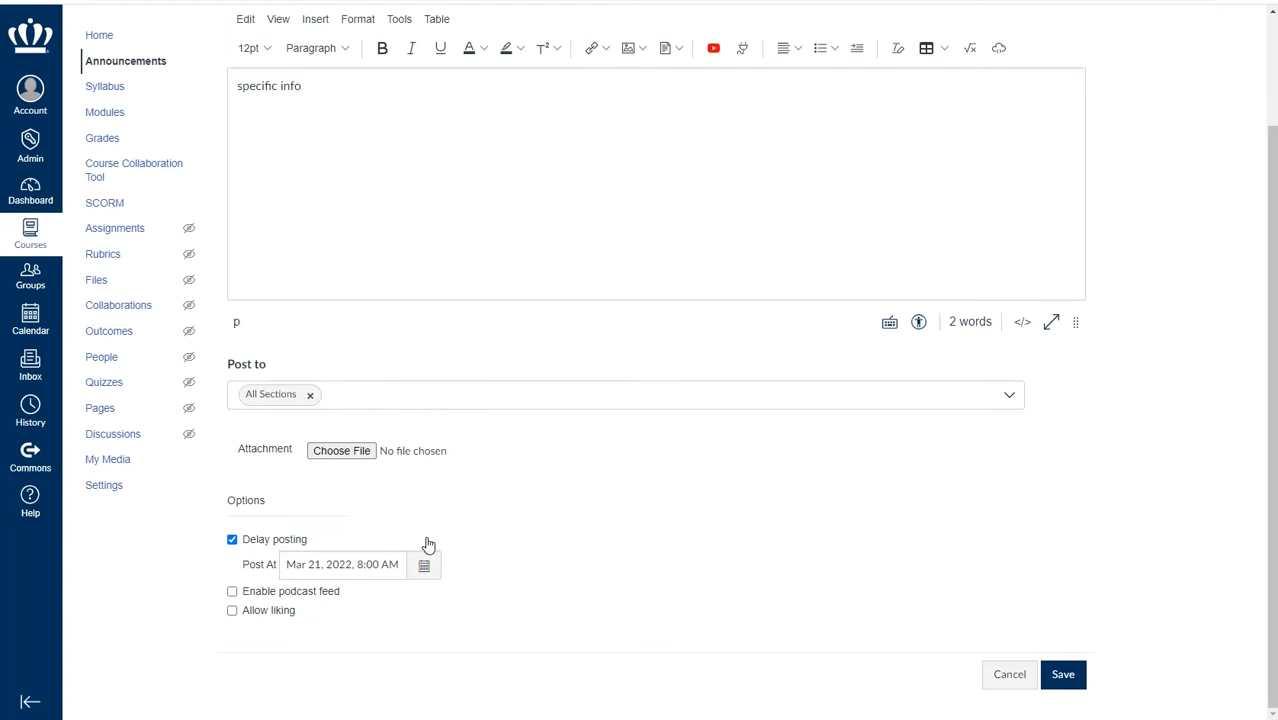 Edit View Insert Format Tools Table
12pt Paragraph B I U A T²
specific info
p
2 words </>
Post to
All Sections ×
Attachment Choose File No file chosen
Options
Delay posting
Post At Mar 21, 2022, 8:00 AM
Enable podcast feed
Allow liking
Cancel Save
Account
Admin
Dashboard
Courses
Groups
Calendar
Inbox
History
Commons
Help
Home
Announcements
Syllabus
Modules
Grades
Course Collaboration
Tool
SCORM
Assignments
Rubrics
Files
Collaborations
Outcomes
People
Quizzes
Pages
Discussions
My Media
Settings